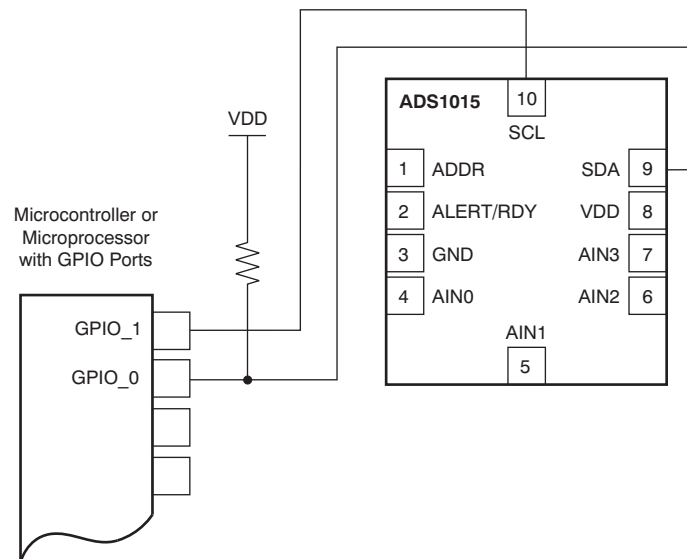 ADS1015
10
SCL
VDD
1
ADDR
SDA
9
2
ALERT/RDY
VDD
8
Microcontroller or
Microprocessor
with GPIO Ports
3
GND
AIN3
7
4
AIN0
AIN2
6
GPIO_1
AIN1
5
GPIO_0